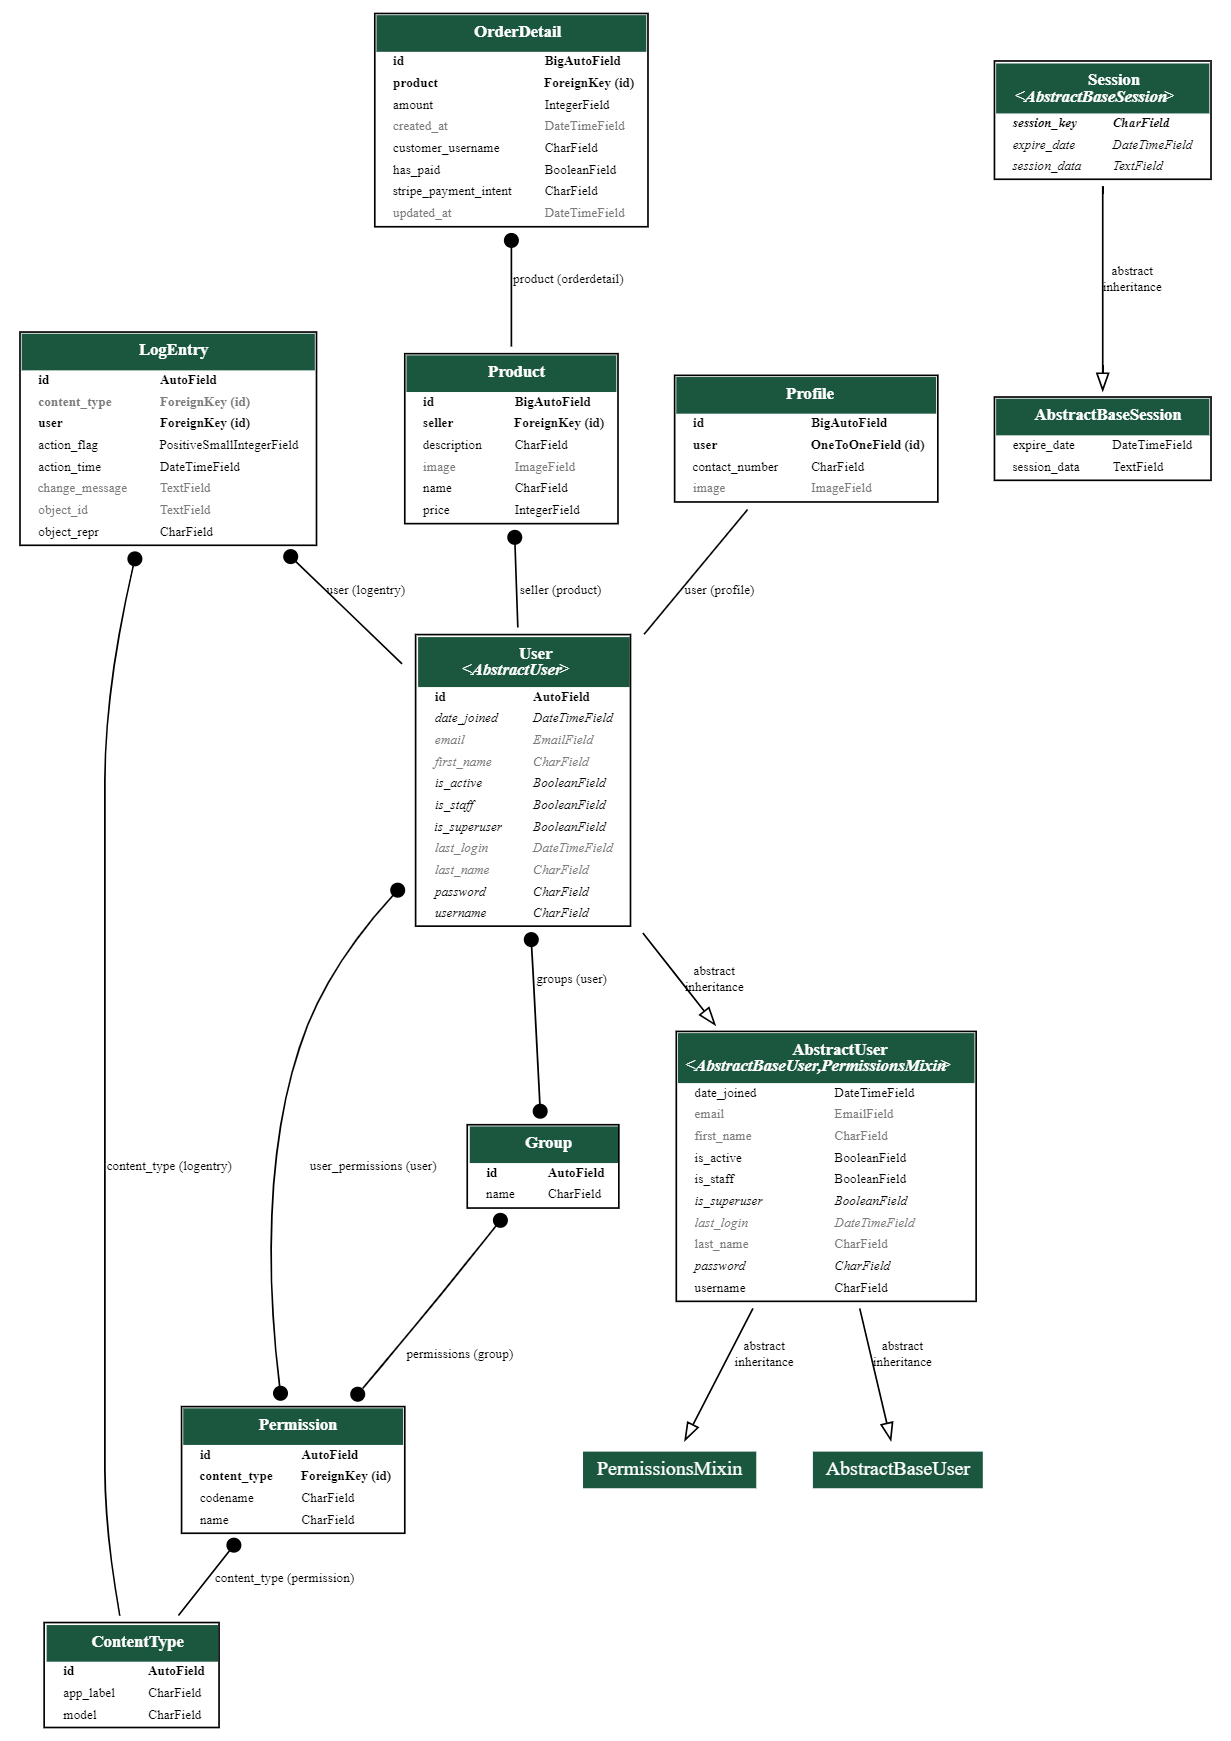 OrderDetail
id BigAutoField
product ForeignKey (id)
amount IntegerField
created_at DateTimeField
customer_username CharField
has_paid BooleanField
stripe_payment_intent CharField
updated_at DateTimeField
product (orderdetail)
Session
<AbstractBaseSession>
session_key CharField
expire_date DateTimeField
session_data TextField
abstract
inheritance
AbstractBaseSession
expire_date DateTimeField
session_data TextField
LogEntry
id AutoField
content_type ForeignKey (id)
user ForeignKey (id)
action_flag PositiveSmallIntegerField
action_time DateTimeField
change_message TextField
object_id TextField
object_repr CharField
Product
id BigAutoField
seller ForeignKey (id)
description CharField
image ImageField
name CharField
price IntegerField
Profile
id BigAutoField
user OneToOneField (id)
contact_number CharField
image ImageField
user (logentry)
seller (product)
user (profile)
User
<AbstractUser>
id AutoField
date_joined DateTimeField
email EmailField
first_name CharField
is_active BooleanField
is_staff BooleanField
is_superuser BooleanField
last_login DateTimeField
last_name CharField
password CharField
username CharField
groups (user)
abstract
inheritance
content_type (logentry)
user_permissions (user)
Group
id AutoField
name CharField
AbstractUser
<AbstractBaseUser,PermissionsMixin>
date_joined DateTimeField
email EmailField
first_name CharField
is_active BooleanField
is_staff BooleanField
is_superuser BooleanField
last_login DateTimeField
last_name CharField
password CharField
username CharField
permissions (group)
abstract
inheritance
abstract
inheritance
PermissionsMixin
AbstractBaseUser
Permission
id AutoField
content_type ForeignKey (id)
codename CharField
name CharField
content_type (permission)
ContentType
id AutoField
app_label CharField
model CharField